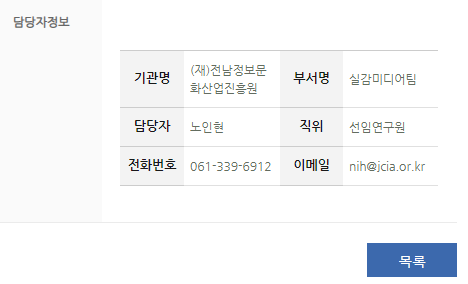 담당자정보
기관명 (재)전남정보문화산업진흥원 부서명 실감미디어팀
담당자 노인현 직위 선임연구원
전화번호 061-339-6912 이메일 nih@jcia.or.kr
목록